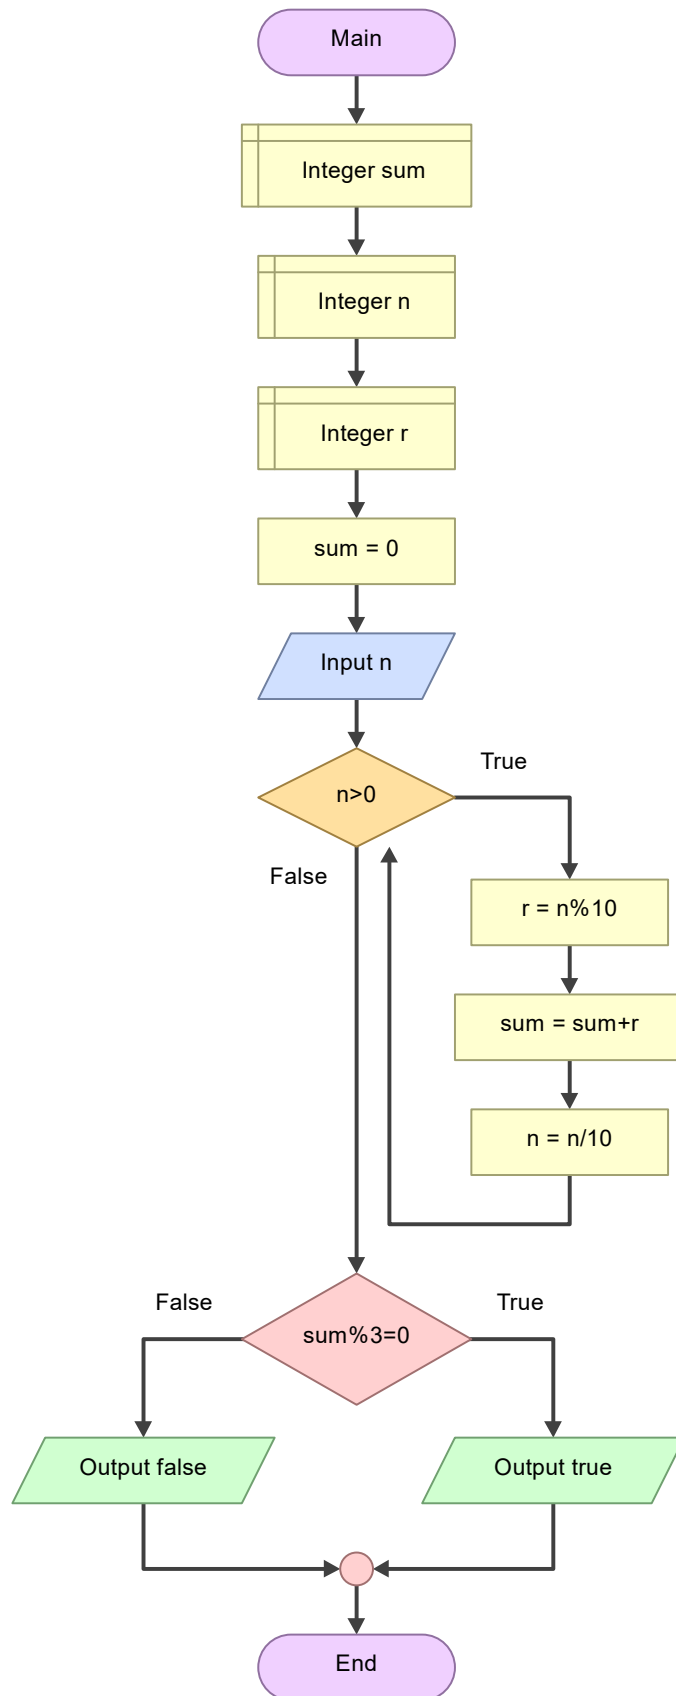 Main
Integer sum
Integer n
Integer r
sum = 0
Input n
n>0
True
False
r = n%10
sum = sum+r
n = n/10
False
True
sum%3=0
Output false
Output true
End